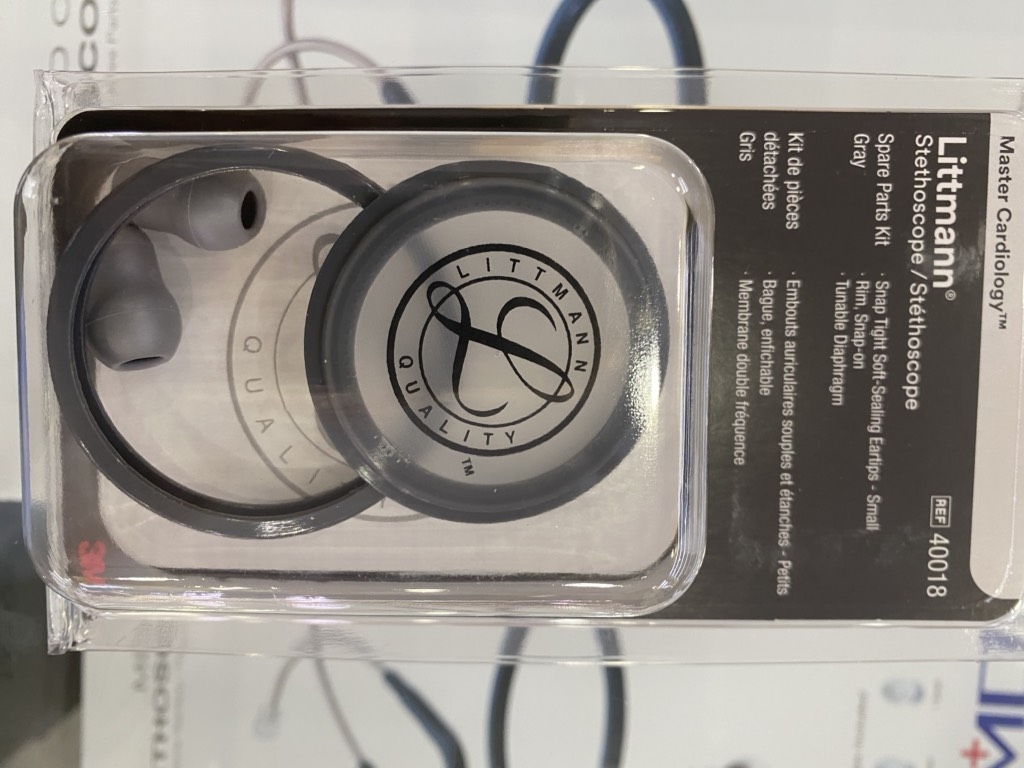 Master Cardiology™
Littmann®
Stethoscope / Stéthoscope
REF 40018
Spare Parts Kit
Gray
· Snap Tight Soft-Sealing Eartips - Small
· Rim, Snap-on
· Tunable Diaphragm
Kit de pièces
détachées
Gris
· Embouts auriculaires souples et étanches - Petits
· Bague, enfichable
· Membrane double fréquence
LITTMANN
QUALITY™
QUALI
3M